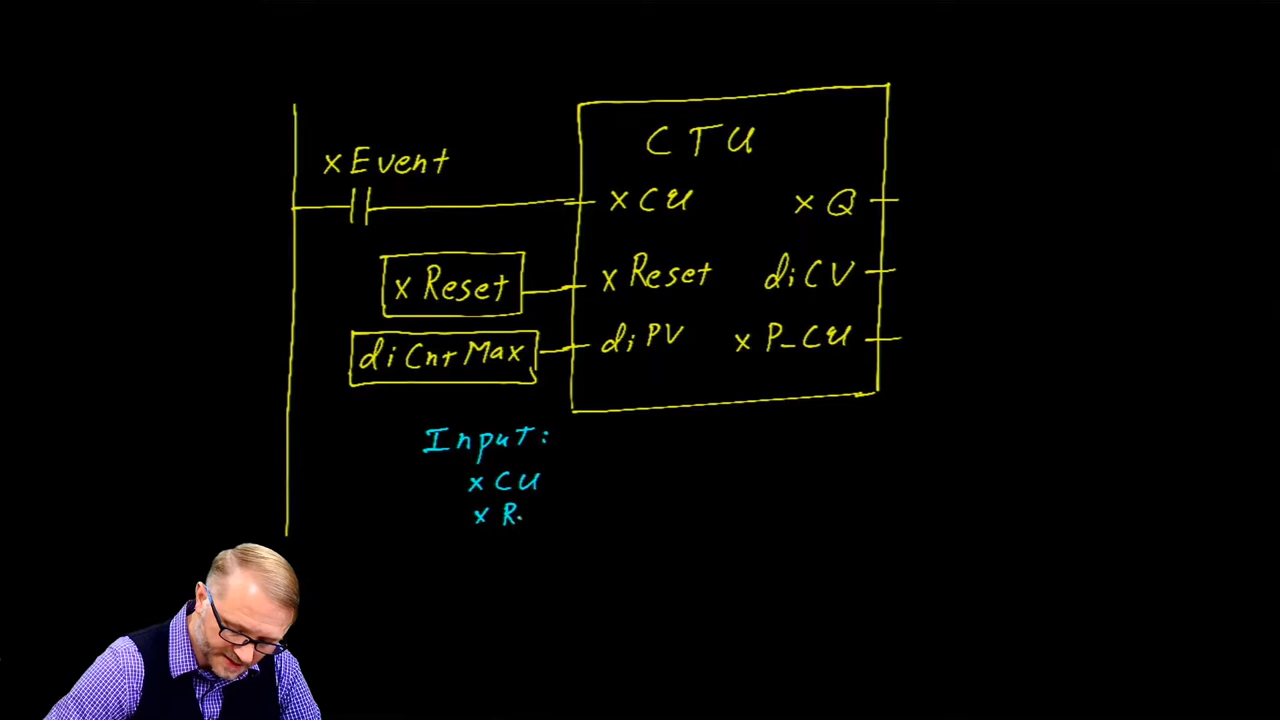 CTU
xEvent
xCU xQ
xReset xReset diCV
diCntMax diPV xP_CU
Input:
xCU
xR